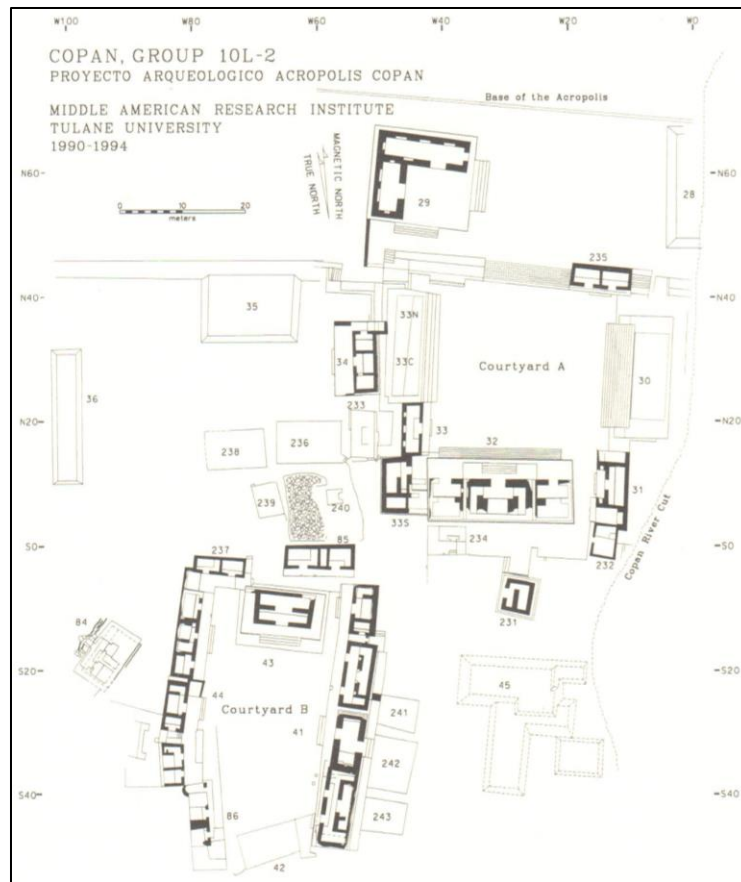 W100 W80 W60 W40 W20 W0
COPAN, GROUP 10L-2
PROYECTO ARQUEOLOGICO ACROPOLIS COPAN
MIDDLE AMERICAN RESEARCH INSTITUTE
TULANE UNIVERSITY
1990-1994
Base of the Acropolis
MAGNETIC NORTH
TRUE NORTH
N60
N60
29
28
0 10 20
meters
235
N40
N40
35
33N
34
33C
Courtyard A
30
36
233
N20
N20
33
32
238
236
31
239
240
335
234
85
S0
S0
237
232
Copan River Cut
231
84
43
S20
S20
45
44
Courtyard B
241
41
242
S40
S40
86
243
42